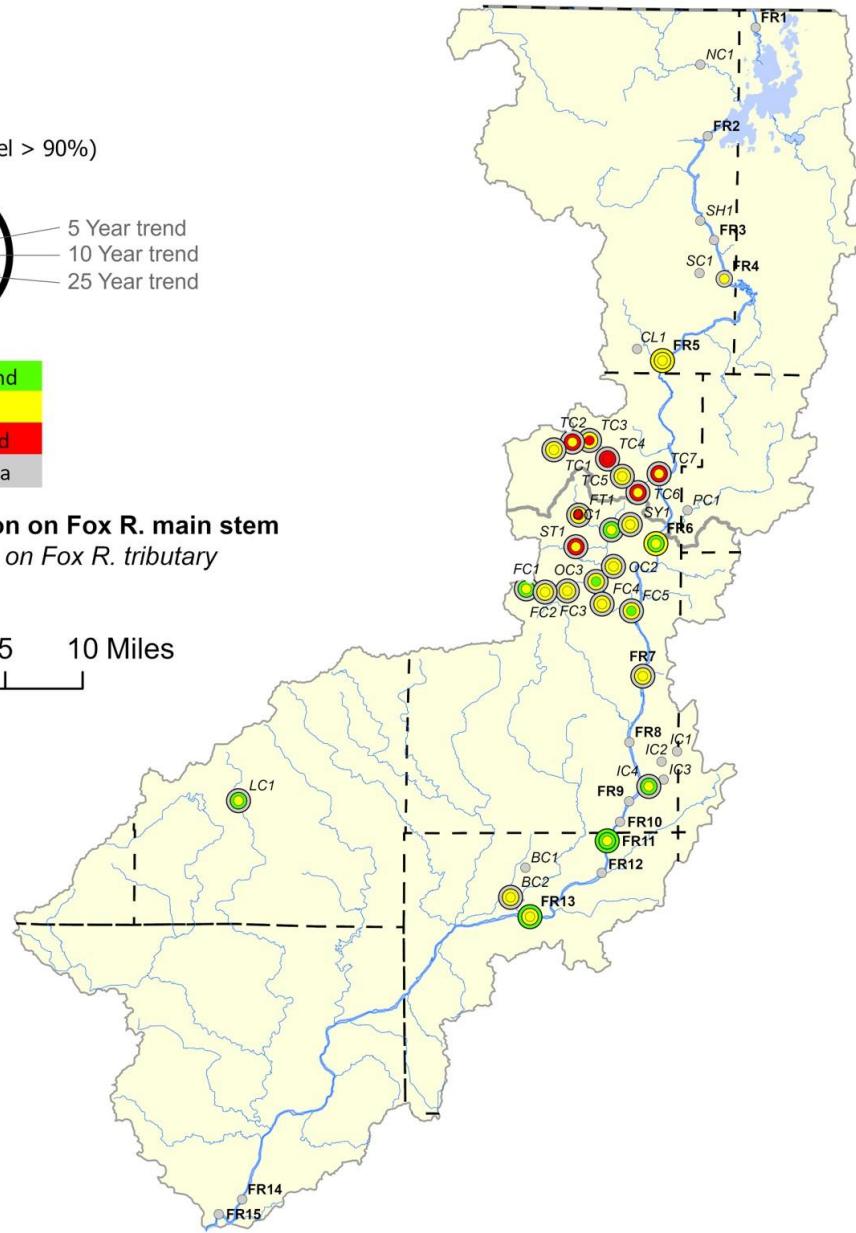 el > 90%)
5 Year trend
10 Year trend
25 Year trend
nd
d
a
on on Fox R. main stem
on Fox R. tributary
5 10 Miles
FR1
NC1
FR2
SH1
FR3
SC1
FR4
CL1
FR5
TC2
TC3
TC4
TC1
TC7
TC5
TC6
FT1
PC1
SY1
ST1
FR6
FC1
OC3
OC2
FC4
FC5
FC2
FC3
FR7
FR8
IC1
IC2
IC4
IC3
LC1
FR9
FR10
FR11
BC1
FR12
BC2
FR13
FR14
FR15